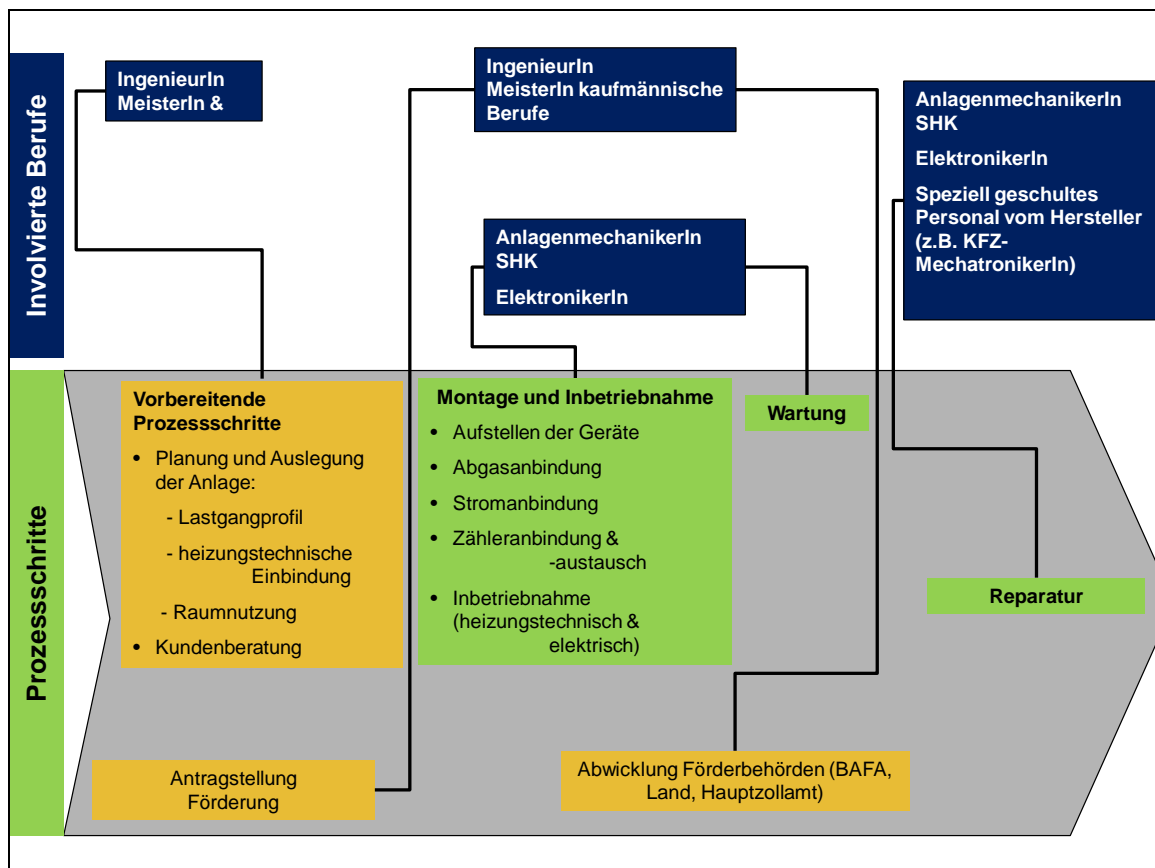 Involvierte Berufe
IngenieurIn
MeisterIn &
IngenieurIn
MeisterIn kaufmännische
Berufe
AnlagenmechanikerIn
SHK
ElektronikerIn
AnlagenmechanikerIn
SHK
ElektronikerIn
Speziell geschultes
Personal vom Hersteller
(z.B. KFZ-
MechatronikerIn)
Prozessschritte
Vorbereitende
Prozessschritte
• Planung und Auslegung
der Anlage:
- Lastgangprofil
- heizungstechnische
Einbindung
- Raumnutzung
• Kundenberatung
Montage und Inbetriebnahme
• Aufstellen der Geräte
• Abgasanbindung
• Stromanbindung
• Zähleranbindung &
-austausch
• Inbetriebnahme
(heizungstechnisch &
elektrisch)
Wartung
Reparatur
Antragstellung
Förderung
Abwicklung Förderbehörden (BAFA,
Land, Hauptzollamt)